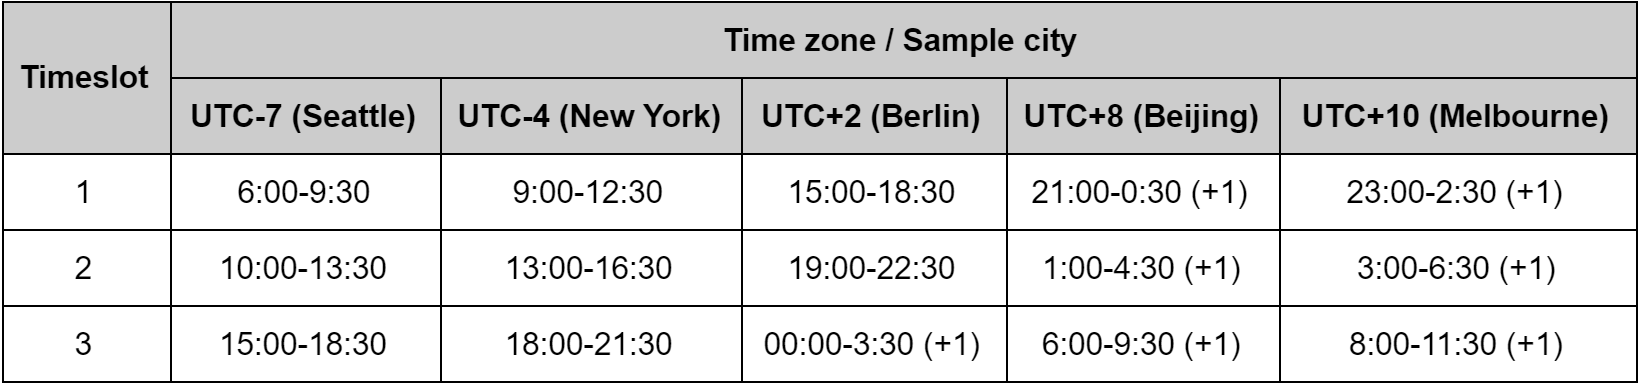 Timeslot
Time zone / Sample city
UTC-7 (Seattle) UTC-4 (New York) UTC+2 (Berlin) UTC+8 (Beijing) UTC+10 (Melbourne)
1 6:00-9:30 9:00-12:30 15:00-18:30 21:00-0:30 (+1) 23:00-2:30 (+1)
2 10:00-13:30 13:00-16:30 19:00-22:30 1:00-4:30 (+1) 3:00-6:30 (+1)
3 15:00-18:30 18:00-21:30 00:00-3:30 (+1) 6:00-9:30 (+1) 8:00-11:30 (+1)